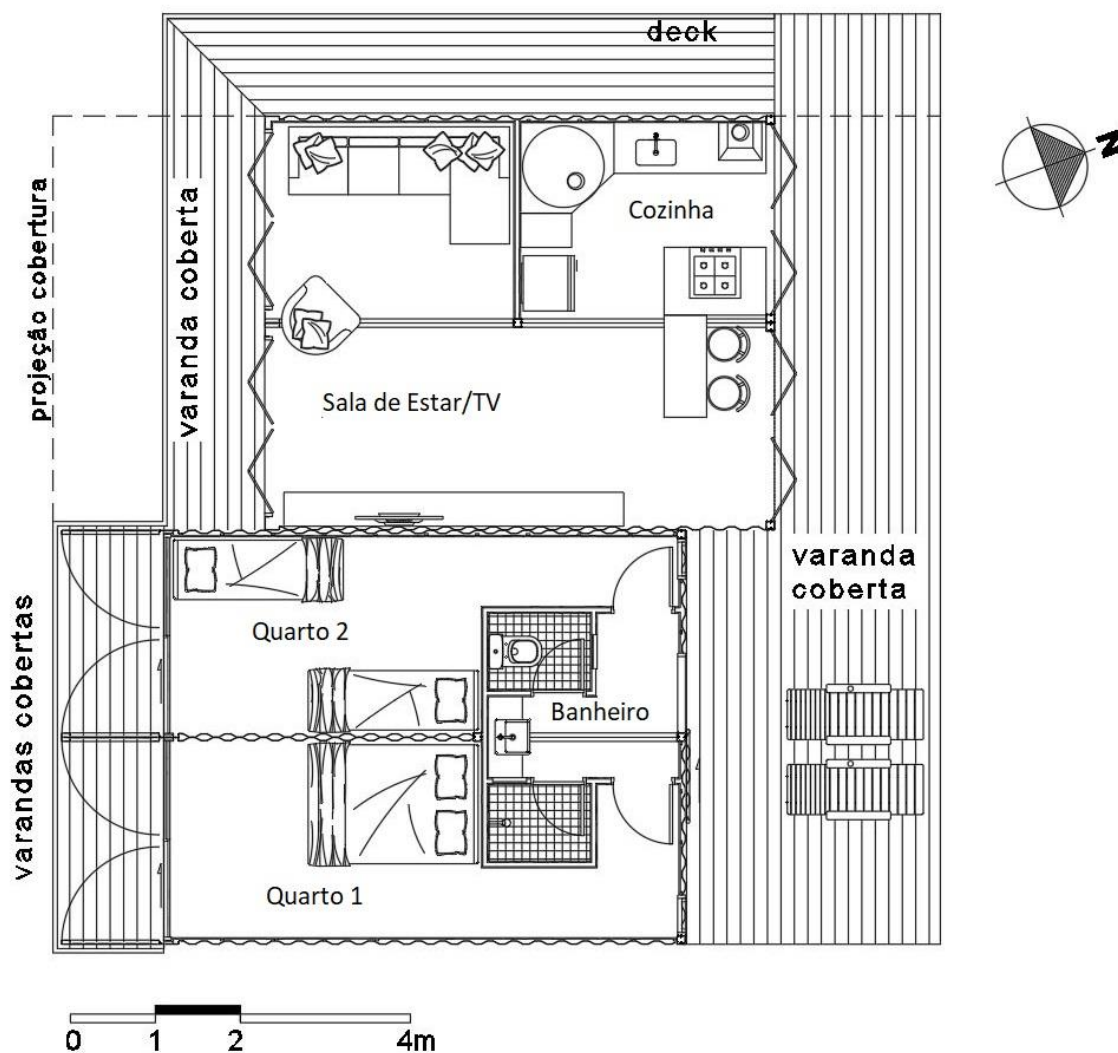 deck
N
projeção cobertura
varanda coberta
Cozinha
Sala de Estar/TV
varanda
coberta
varandas cobertas
Quarto 2
Banheiro
Quarto 1
0 1 2 4m